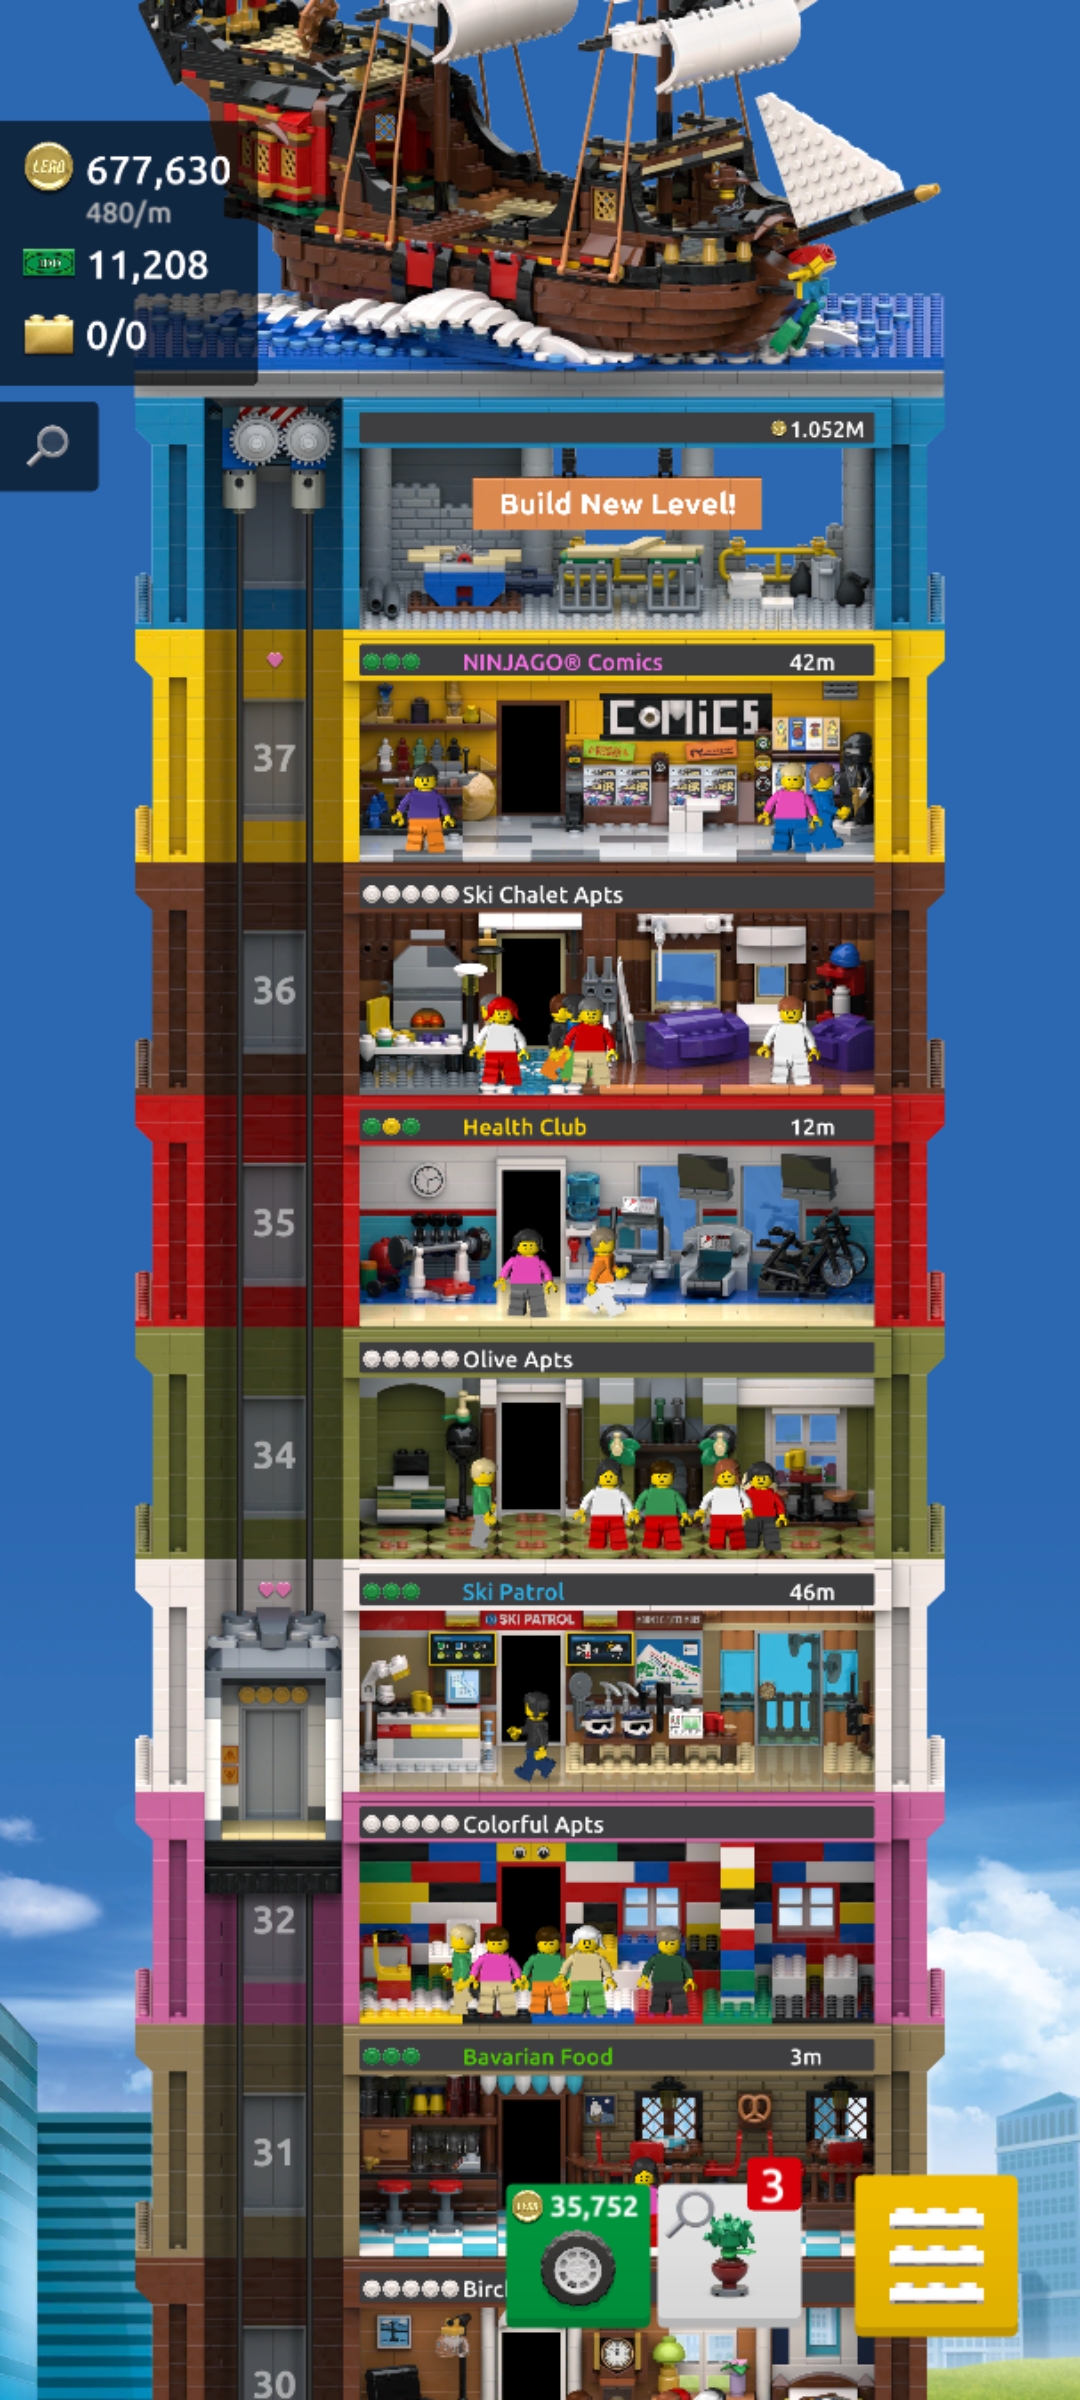 LEGO 677,630
480/m
11,208
0/0
1.052M
Build New Level!
NINJAGO® Comics 42m
COMiCS
37
Ski Chalet Apts
36
Health Club 12m
35
Olive Apts
34
Ski Patrol 46m
SKI PATROL
Colorful Apts
32
Bavarian Food 3m
31
3
LEGO 35,752
30